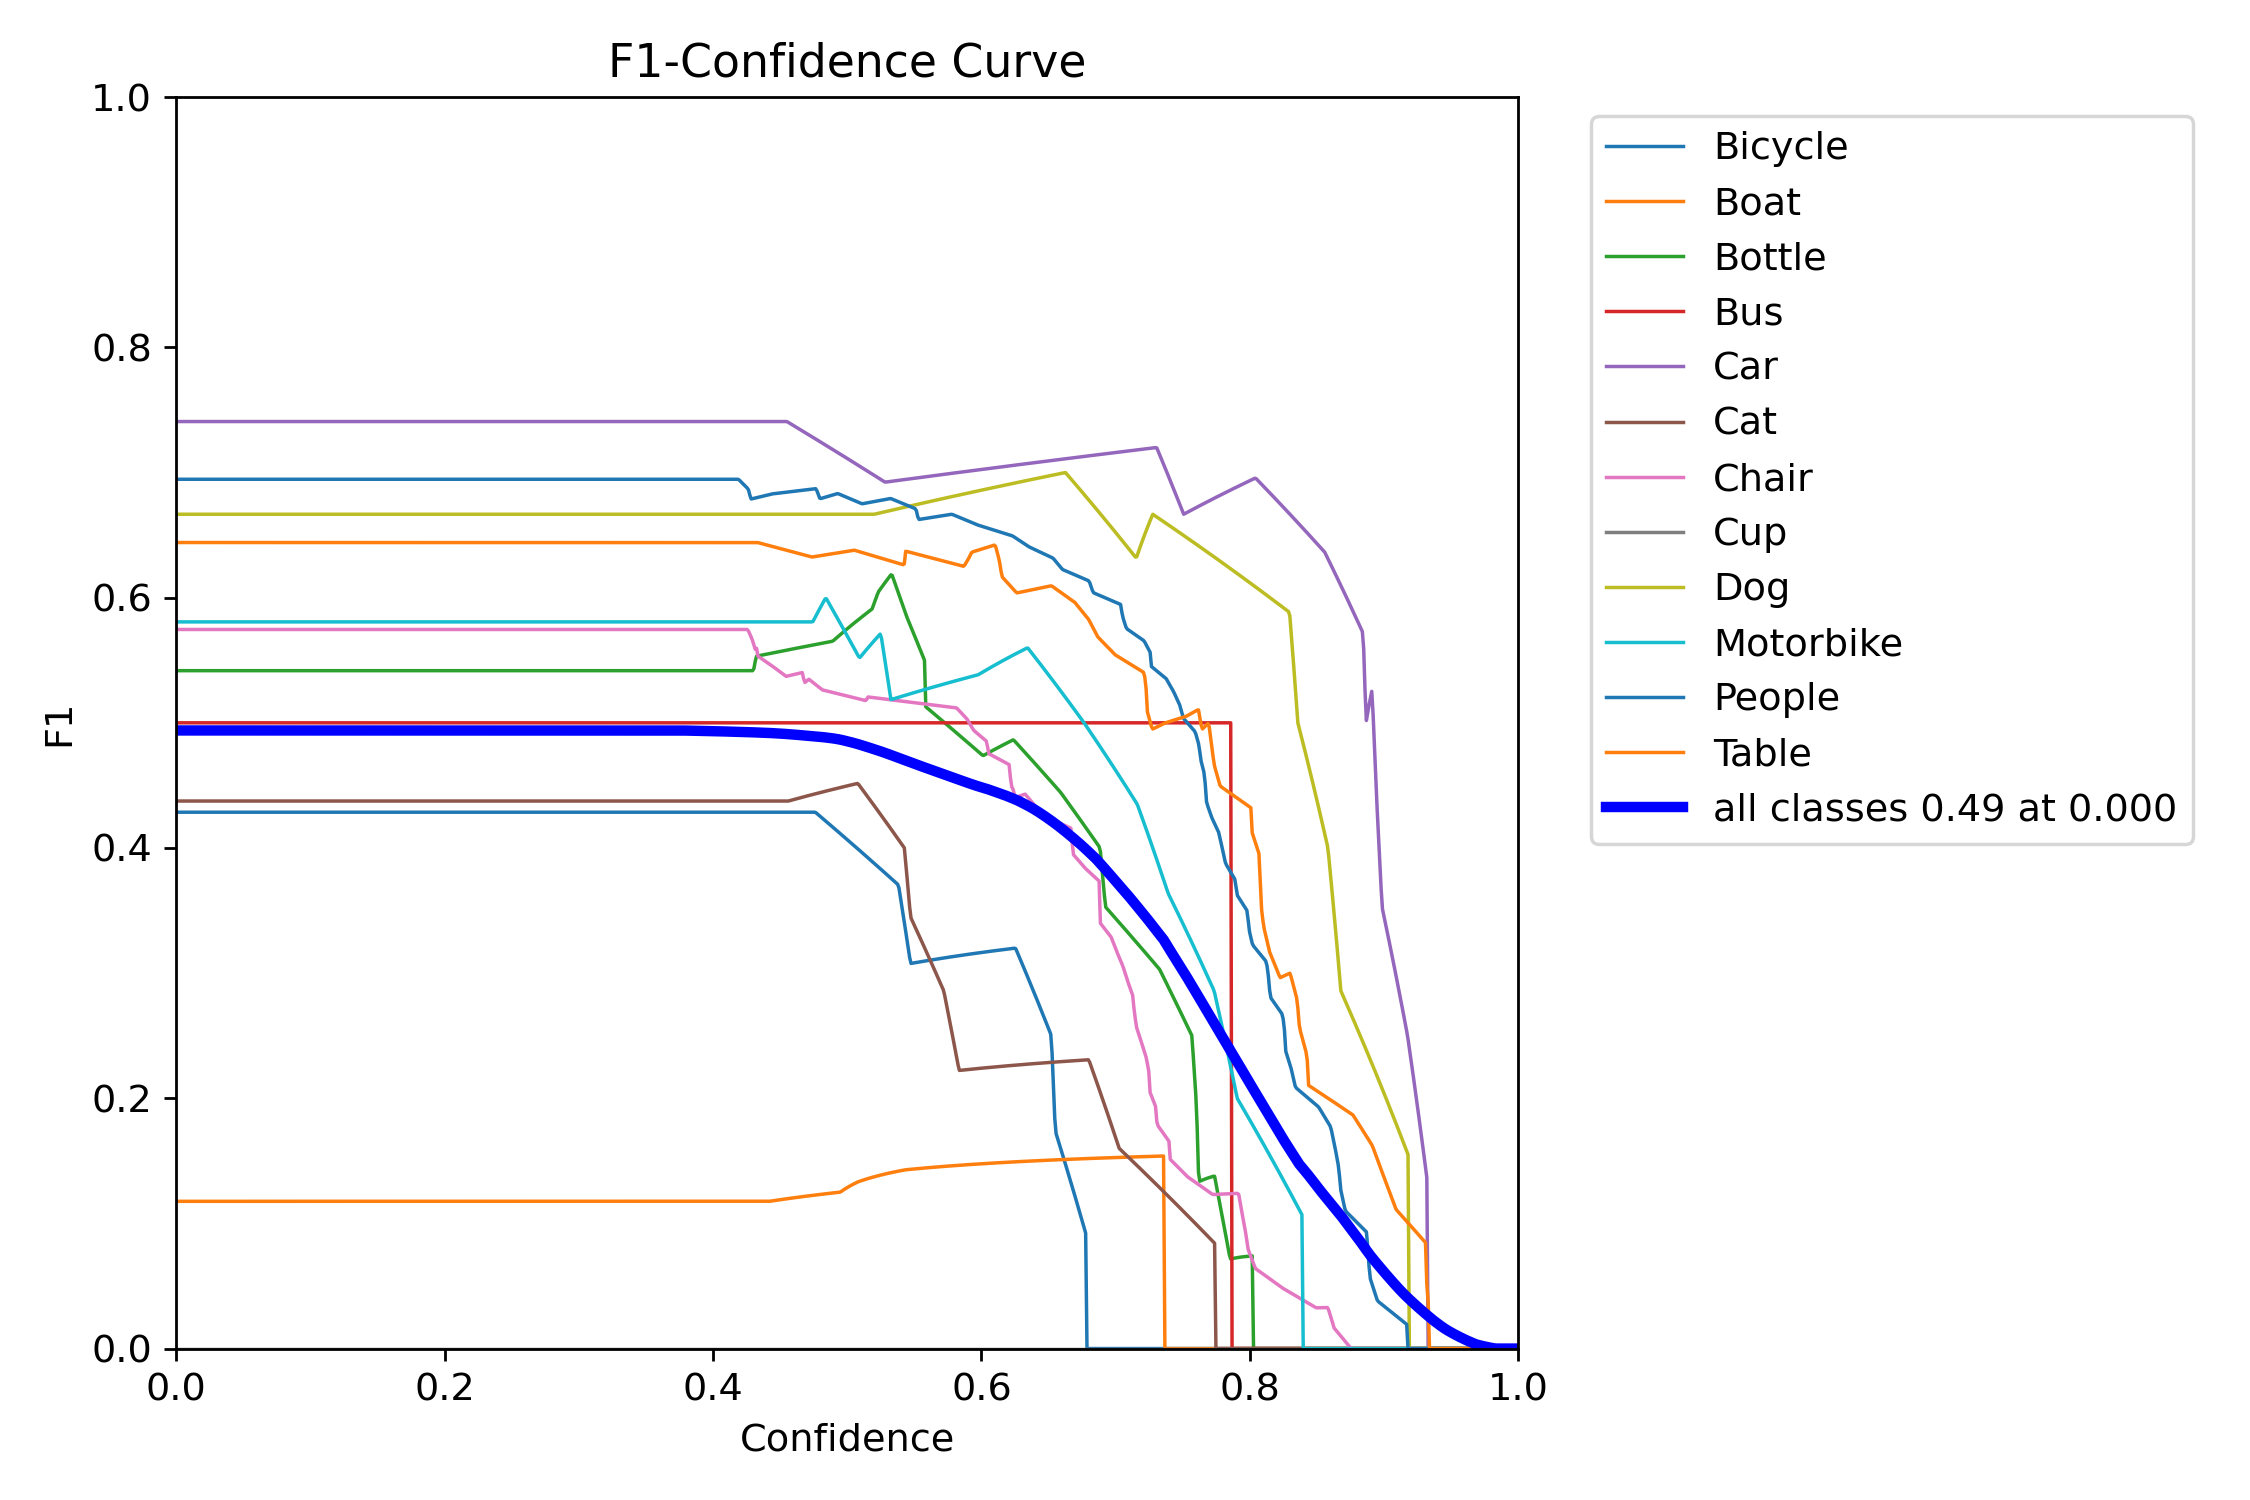 F1-Confidence Curve
1.0
0.8
0.6
0.4
0.2
0.0
F1
0.0 0.2 0.4 0.6 0.8 1.0
Confidence
Bicycle
Boat
Bottle
Bus
Car
Cat
Chair
Cup
Dog
Motorbike
People
Table
all classes 0.49 at 0.000